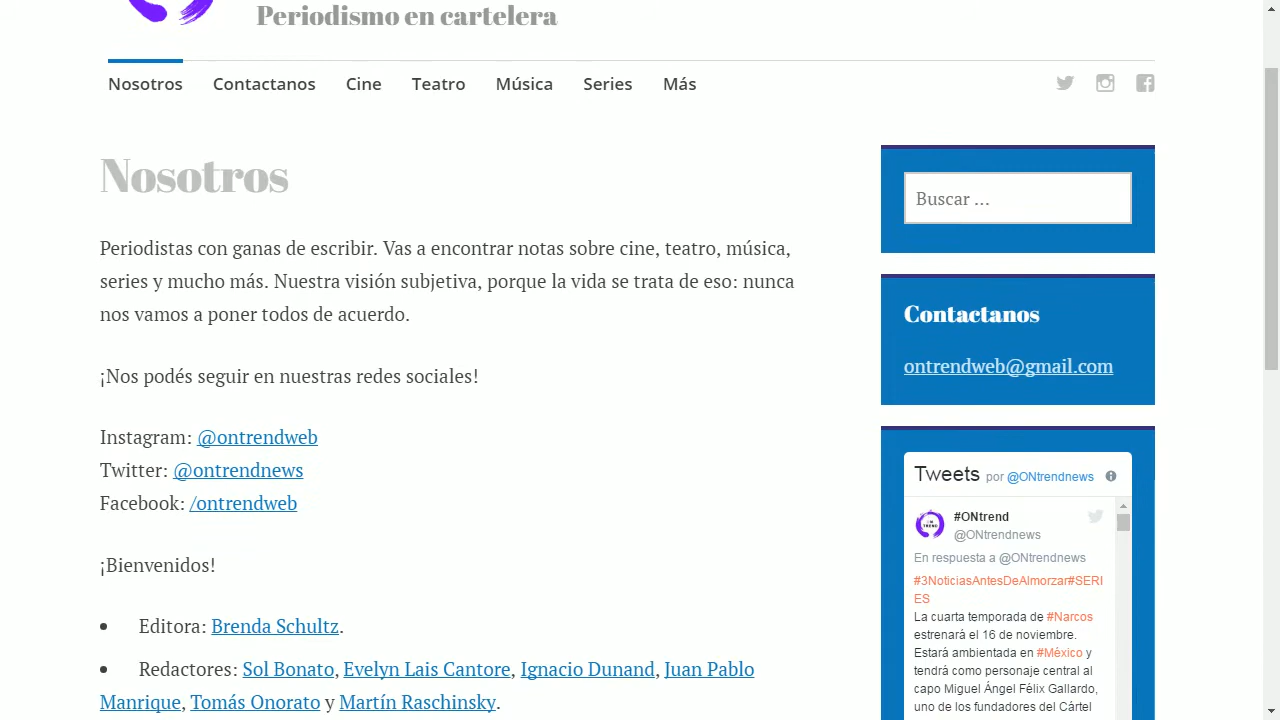 Periodismo en cartelera
Nosotros Contactanos Cine Teatro Música Series Más
Nosotros
Periodistas con ganas de escribir. Vas a encontrar notas sobre cine, teatro, música,
series y mucho más. Nuestra visión subjetiva, porque la vida se trata de eso: nunca
nos vamos a poner todos de acuerdo.
¡Nos podés seguir en nuestras redes sociales!
Instagram: @ontrendweb
Twitter: @ontrendnews
Facebook: /ontrendweb
¡Bienvenidos!
• Editora: Brenda Schultz.
• Redactores: Sol Bonato, Evelyn Lais Cantore, Ignacio Dunand, Juan Pablo
Manrique, Tomás Onorato y Martín Raschinsky.
Buscar …
Contactanos
ontrendweb@gmail.com
Tweets por @ONtrendnews
#ONtrend
@ONtrendnews
En respuesta a @ONtrendnews
#3NoticiasAntesDeAlmorzar#SERI
ES
La cuarta temporada de #Narcos
estrenará el 16 de noviembre.
Estará ambientada en #México y
tendrá como personaje central al
capo Miguel Ángel Félix Gallardo,
uno de los fundadores del Cártel